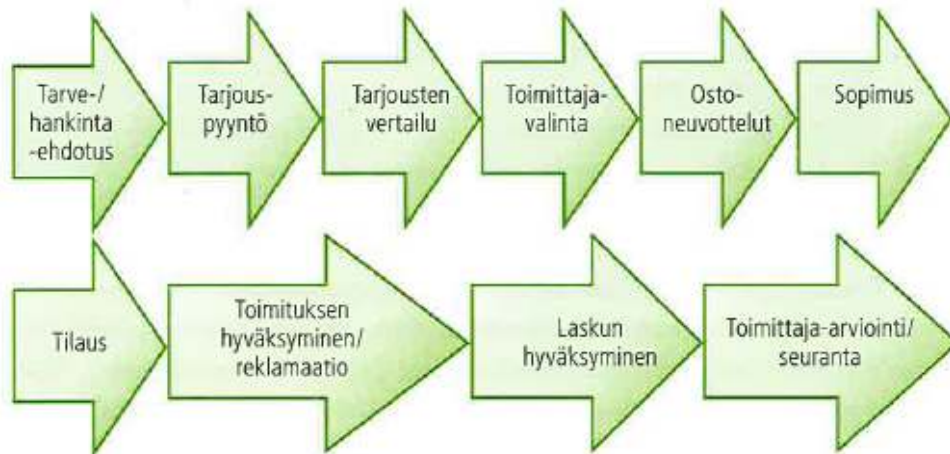 Tarve-/
hankinta
-ehdotus
Tarjous-
pyyntö
Tarjousten
vertailu
Toimittaja-
valinta
Osto-
neuvottelut
Sopimus
Tilaus
Toimituksen
hyväksyminen/
reklamaatio
Laskun
hyväksyminen
Toimittaja-arviointi/
seuranta